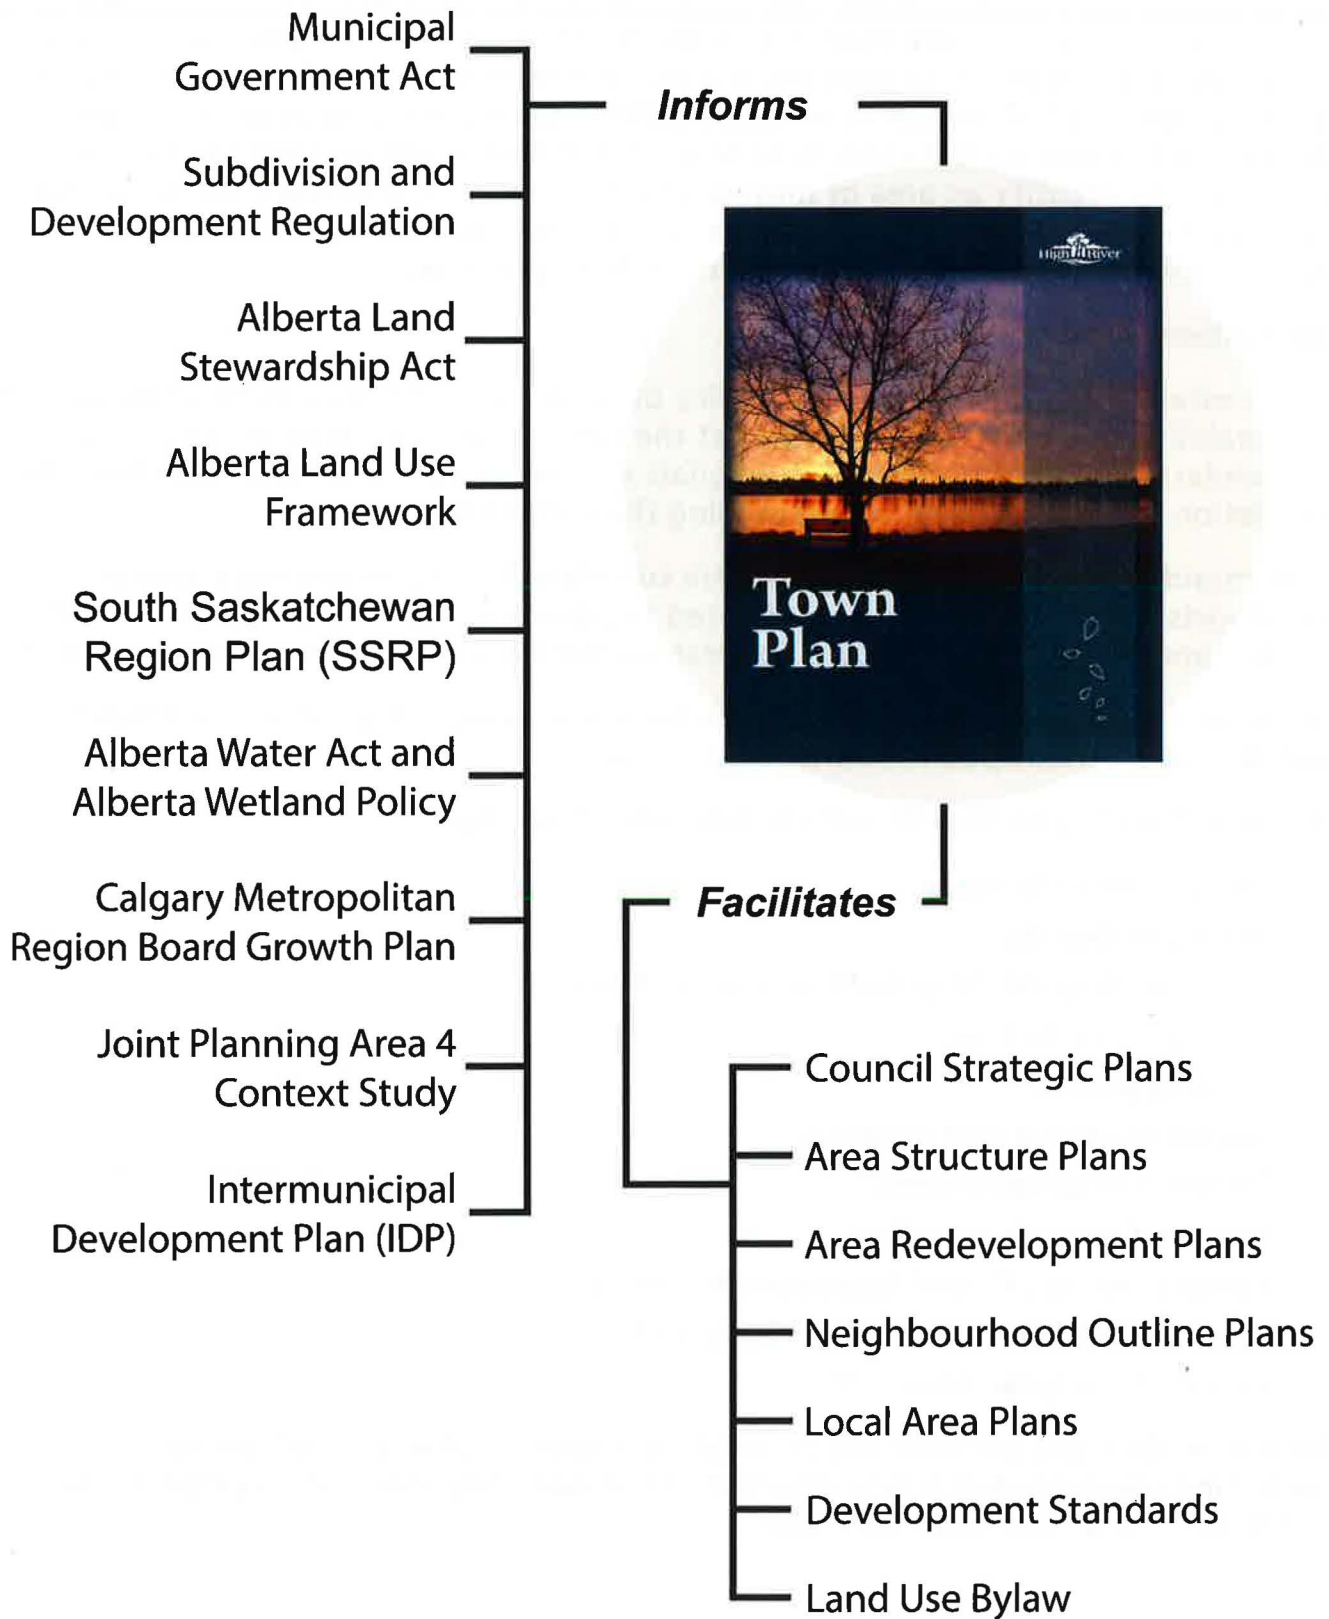 Municipal
Government Act
Subdivision and
Development Regulation
Alberta Land
Stewardship Act
Alberta Land Use
Framework
South Saskatchewan
Region Plan (SSRP)
Alberta Water Act and
Alberta Wetland Policy
Calgary Metropolitan
Region Board Growth Plan
Joint Planning Area 4
Context Study
Intermunicipal
Development Plan (IDP)
Informs
High River
Town
Plan
Facilitates
Council Strategic Plans
Area Structure Plans
Area Redevelopment Plans
Neighbourhood Outline Plans
Local Area Plans
Development Standards
Land Use Bylaw